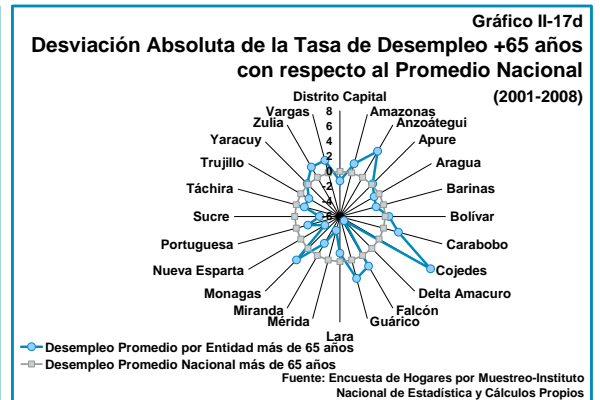 Gráfico II-17d
Desviación Absoluta de la Tasa de Desempleo +65 años
con respecto al Promedio Nacional
(2001-2008)
Distrito Capital
Vargas
Amazonas
Zulia
Anzoátegui
Yaracuy
Apure
Trujillo
Aragua
Táchira
Barinas
Sucre
Bolívar
Portuguesa
Carabobo
Nueva Esparta
Cojedes
Monagas
Delta Amacuro
Miranda
Falcón
Mérida
Guárico
Lara
8
6
4
2
0
-2
-4
-6
Desempleo Promedio por Entidad más de 65 años
Desempleo Promedio Nacional más de 65 años
Fuente: Encuesta de Hogares por Muestreo-Instituto
Nacional de Estadística y Cálculos Propios